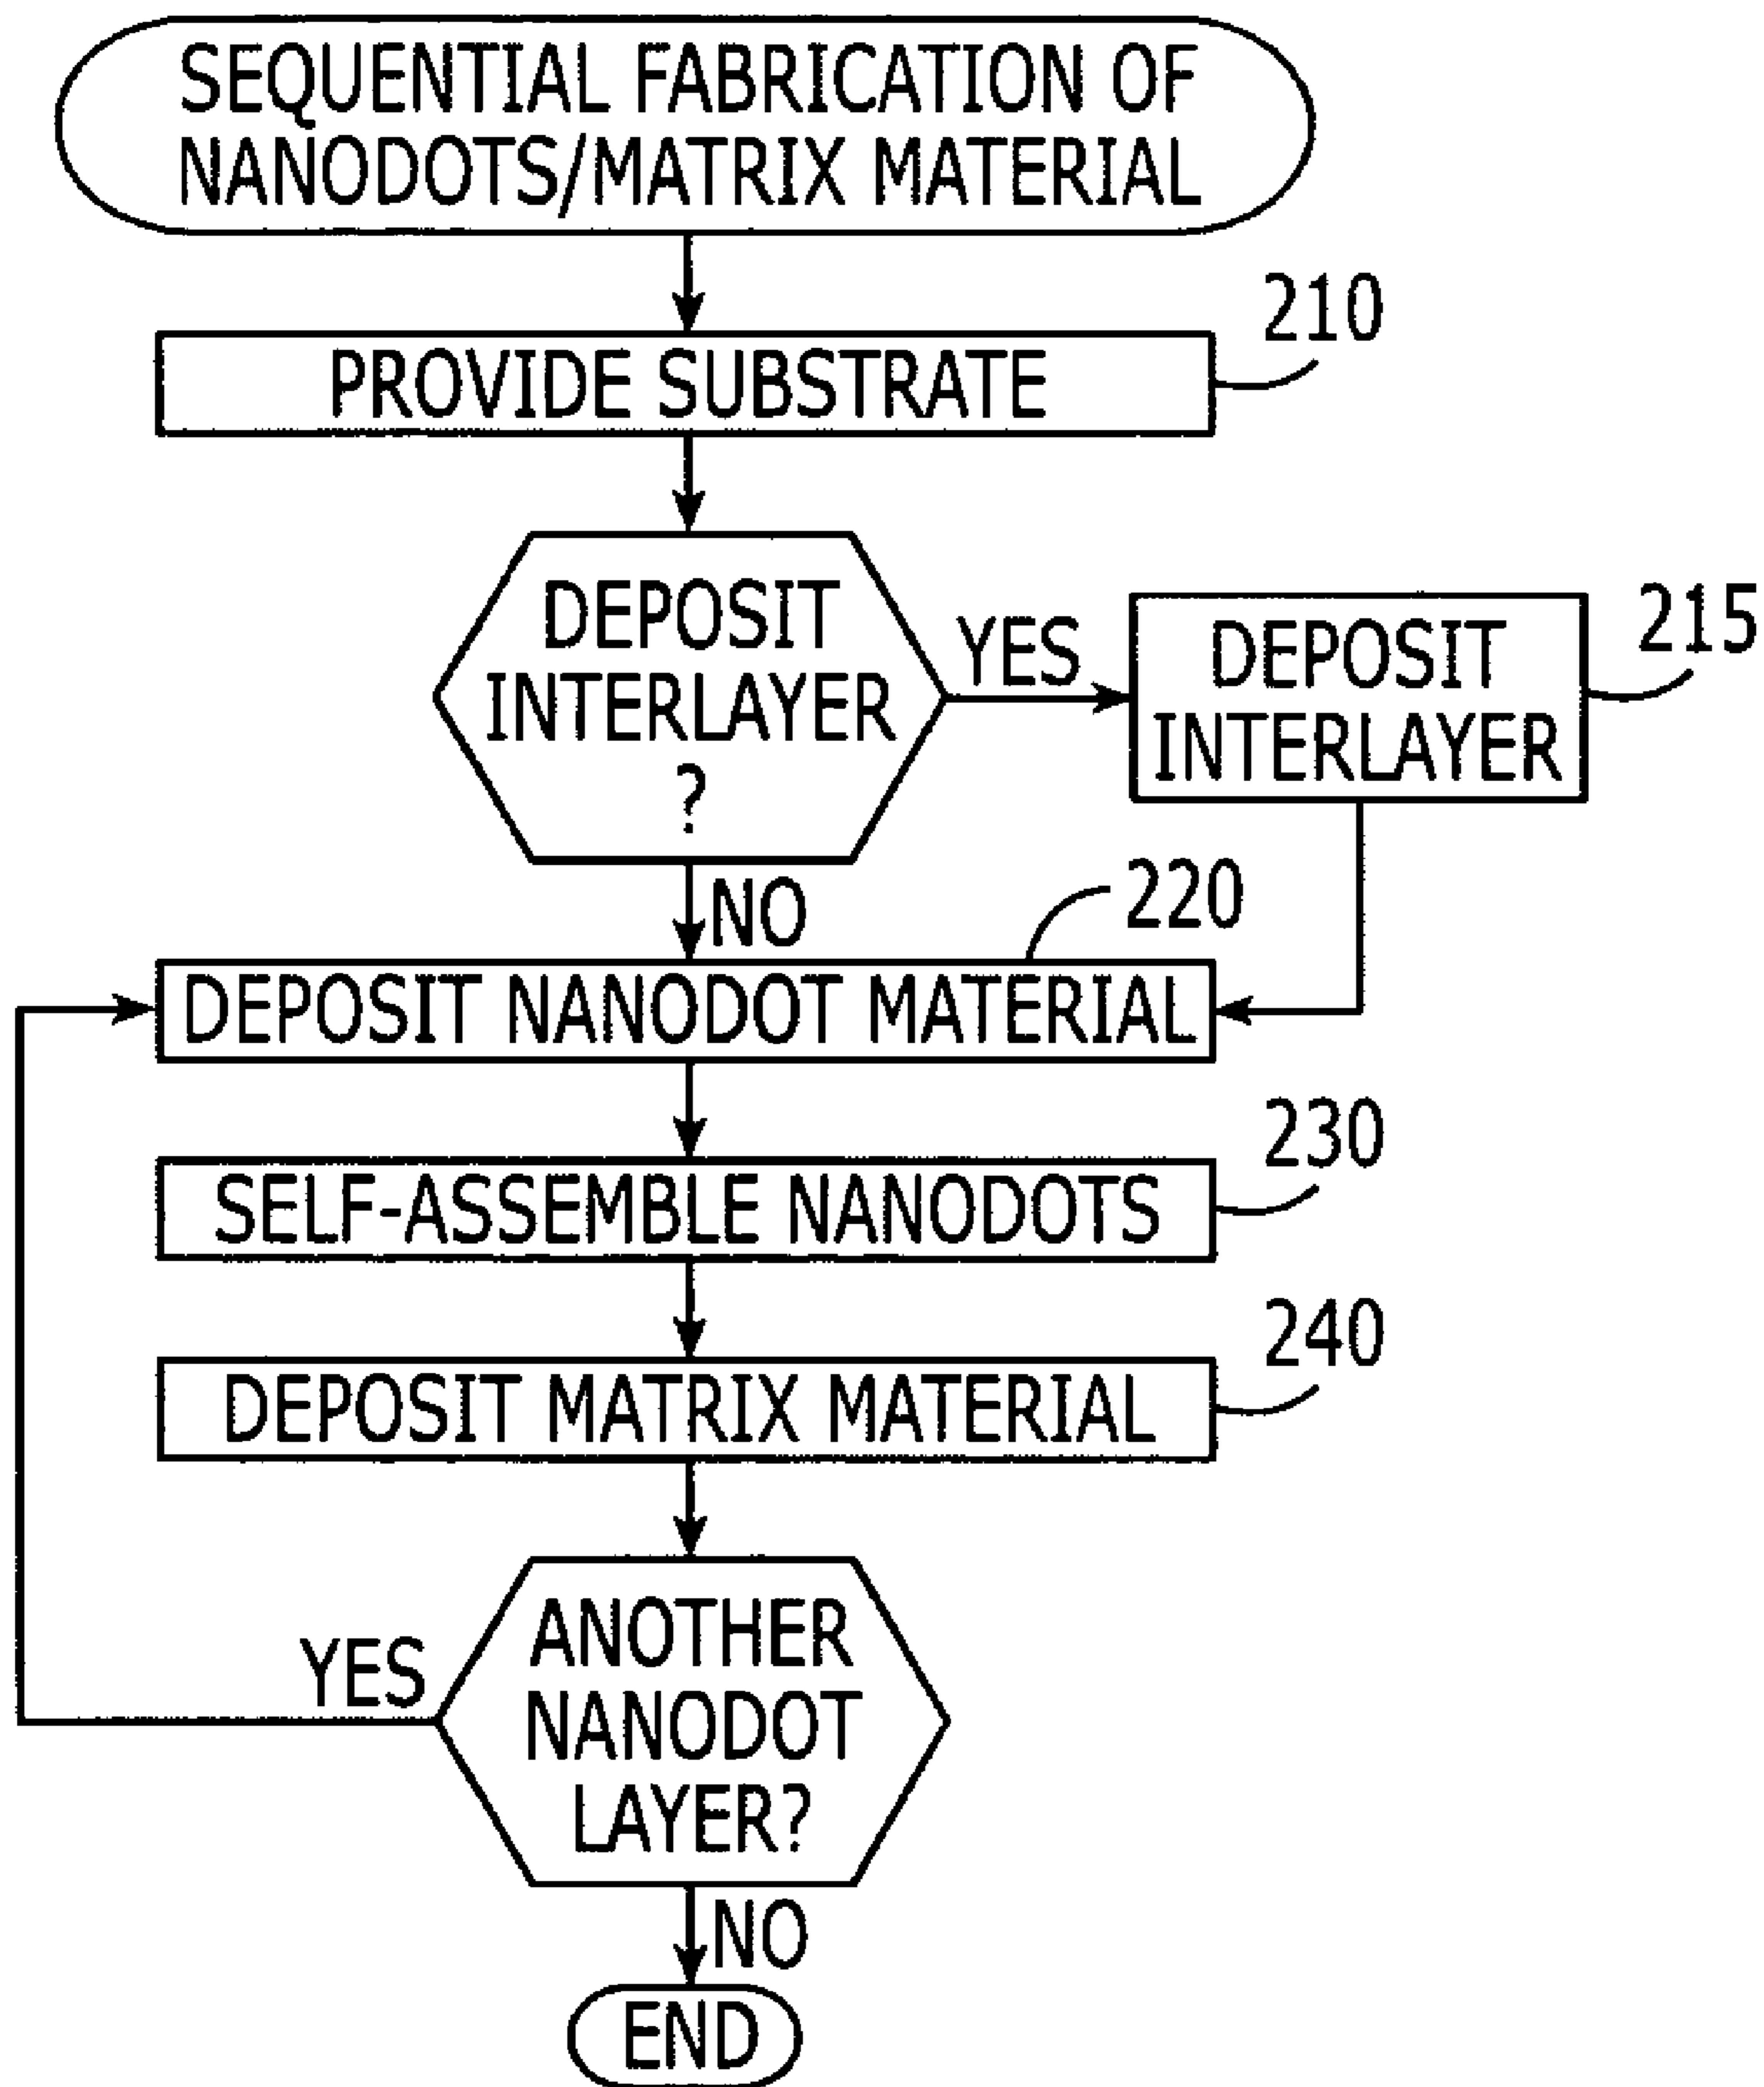 SEQUENTIAL FABRICATION OF
NANODOTS/MATRIX MATERIAL
210
PROVIDE SUBSTRATE
DEPOSIT
INTERLAYER
?
YES
DEPOSIT
INTERLAYER
215
NO
220
DEPOSIT NANODOT MATERIAL
230
SELF-ASSEMBLE NANODOTS
240
DEPOSIT MATRIX MATERIAL
ANOTHER
NANODOT
LAYER?
YES
NO
END